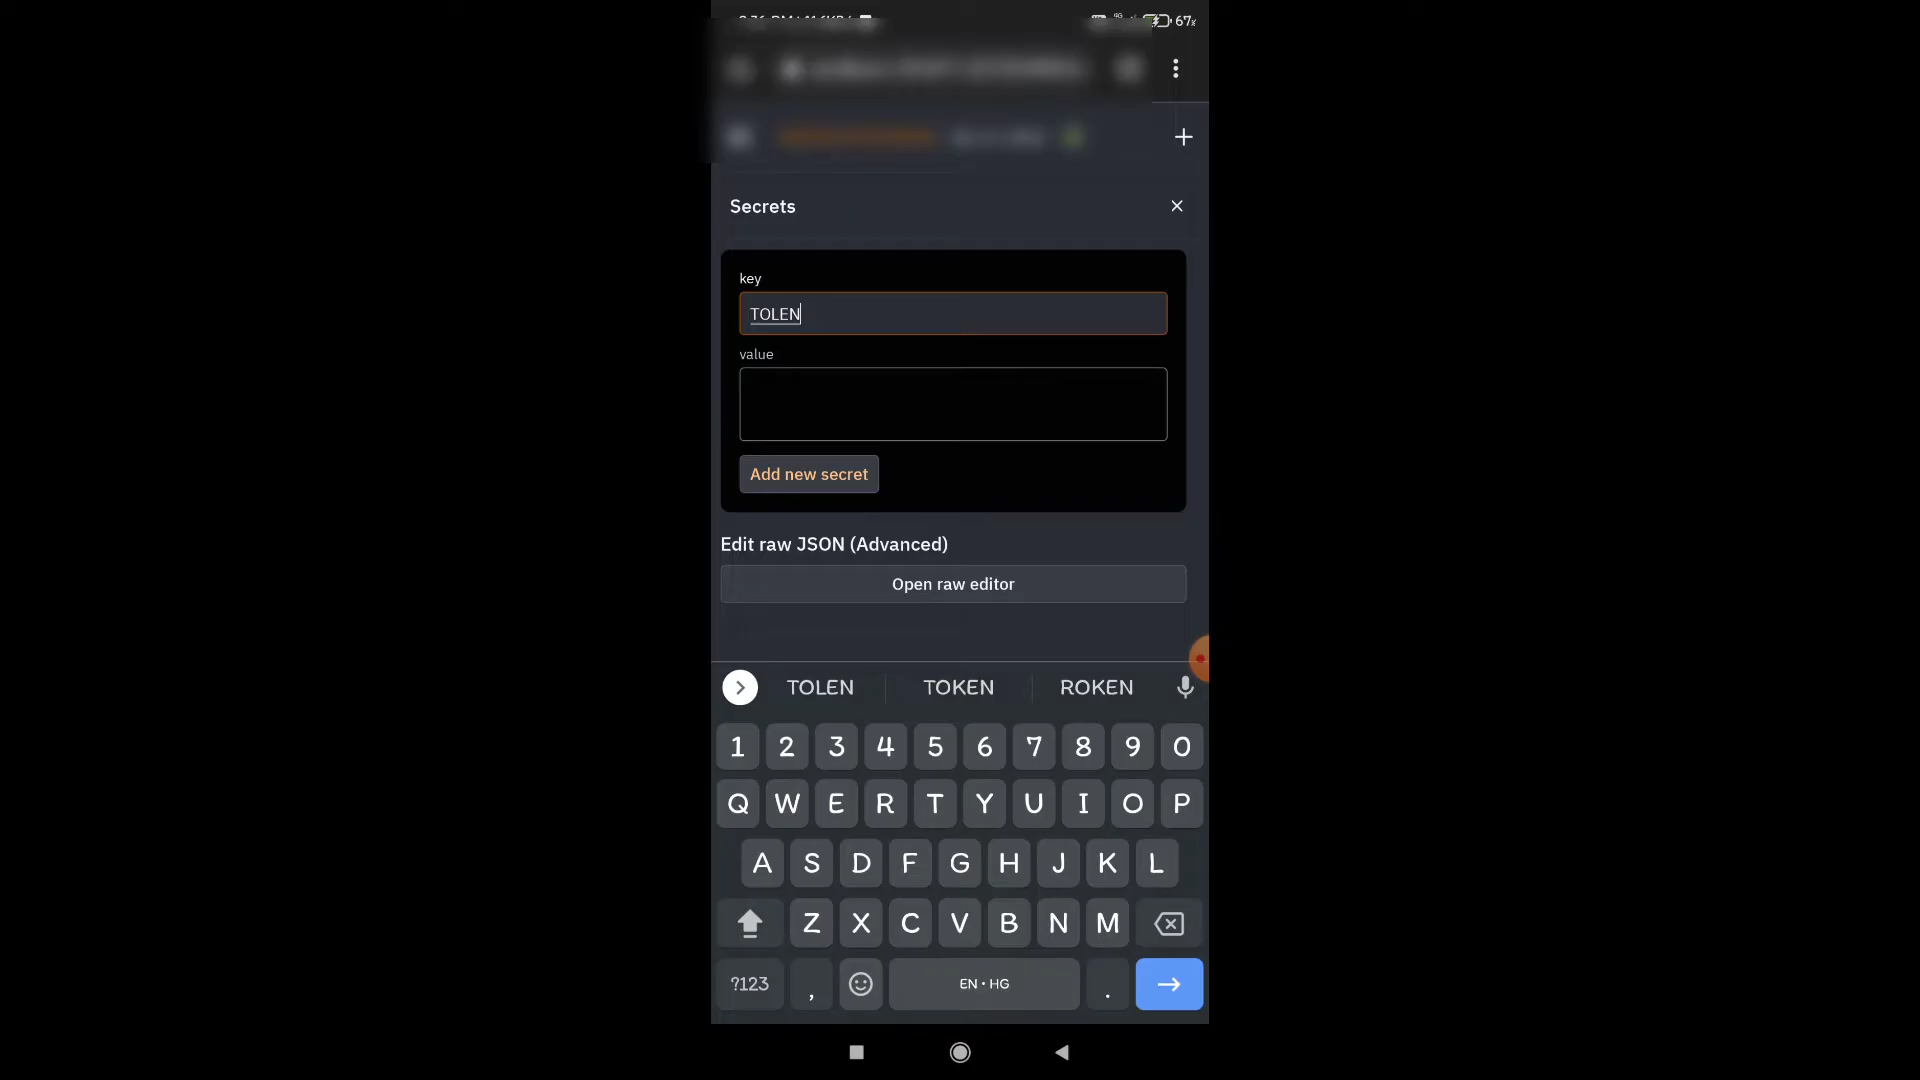 67%
Secrets
key
TOLEN
value
Add new secret
Edit raw JSON (Advanced)
Open raw editor
TOLEN TOKEN ROKEN
1 2 3 4 5 6 7 8 9 0
Q W E R T Y U I O P
A S D F G H J K L
Z X C V B N M
?123 , EN • HG .